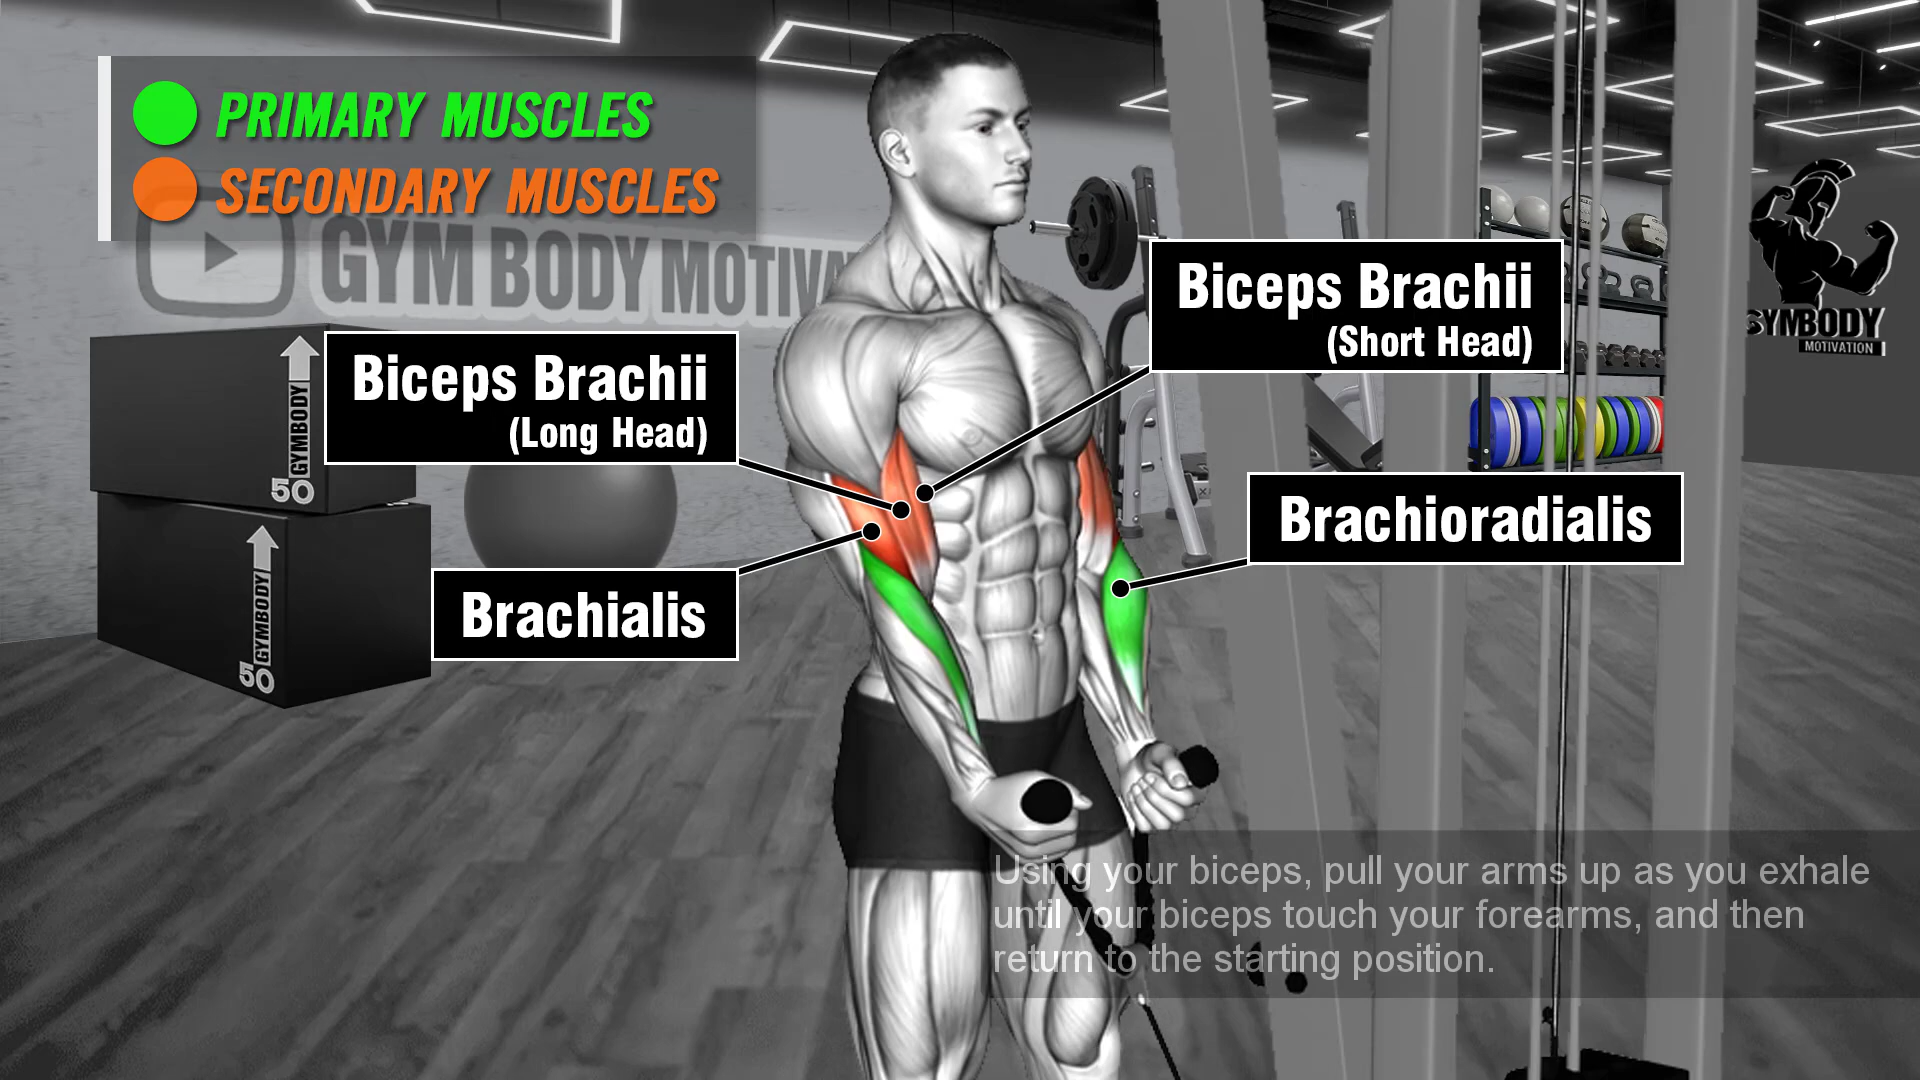 PRIMARY MUSCLES
SECONDARY MUSCLES
GYM BODY MOTIVA
Biceps Brachii
(Short Head)
Biceps Brachii
(Long Head)
GYMBODY
MOTIVATION
GYMBODY
50
Brachioradialis
Brachialis
GYMBODY
50
Using your biceps, pull your arms up as you exhale
until your biceps touch your forearms, and then
return to the starting position.